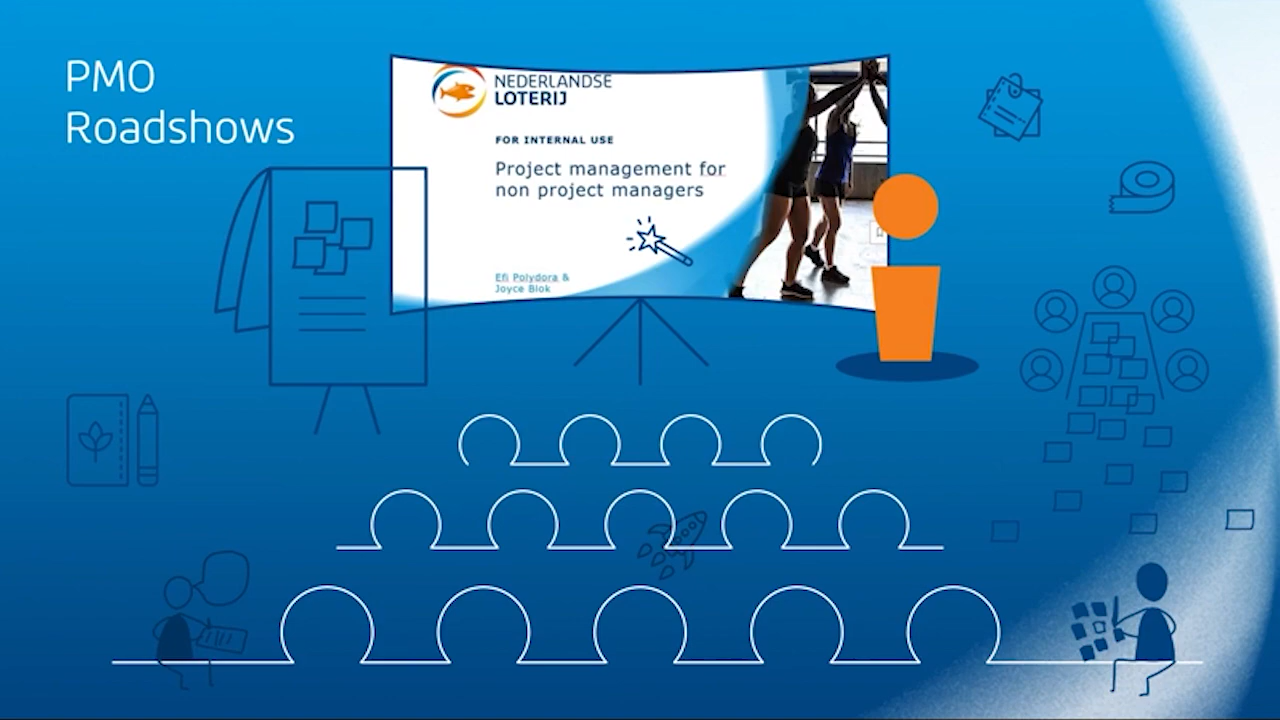 PMO
Roadshows
NEDERLANDSE
LOTERIJ
FOR INTERNAL USE
Project management for
non project managers
Efi Polydora &
Joyce Blok